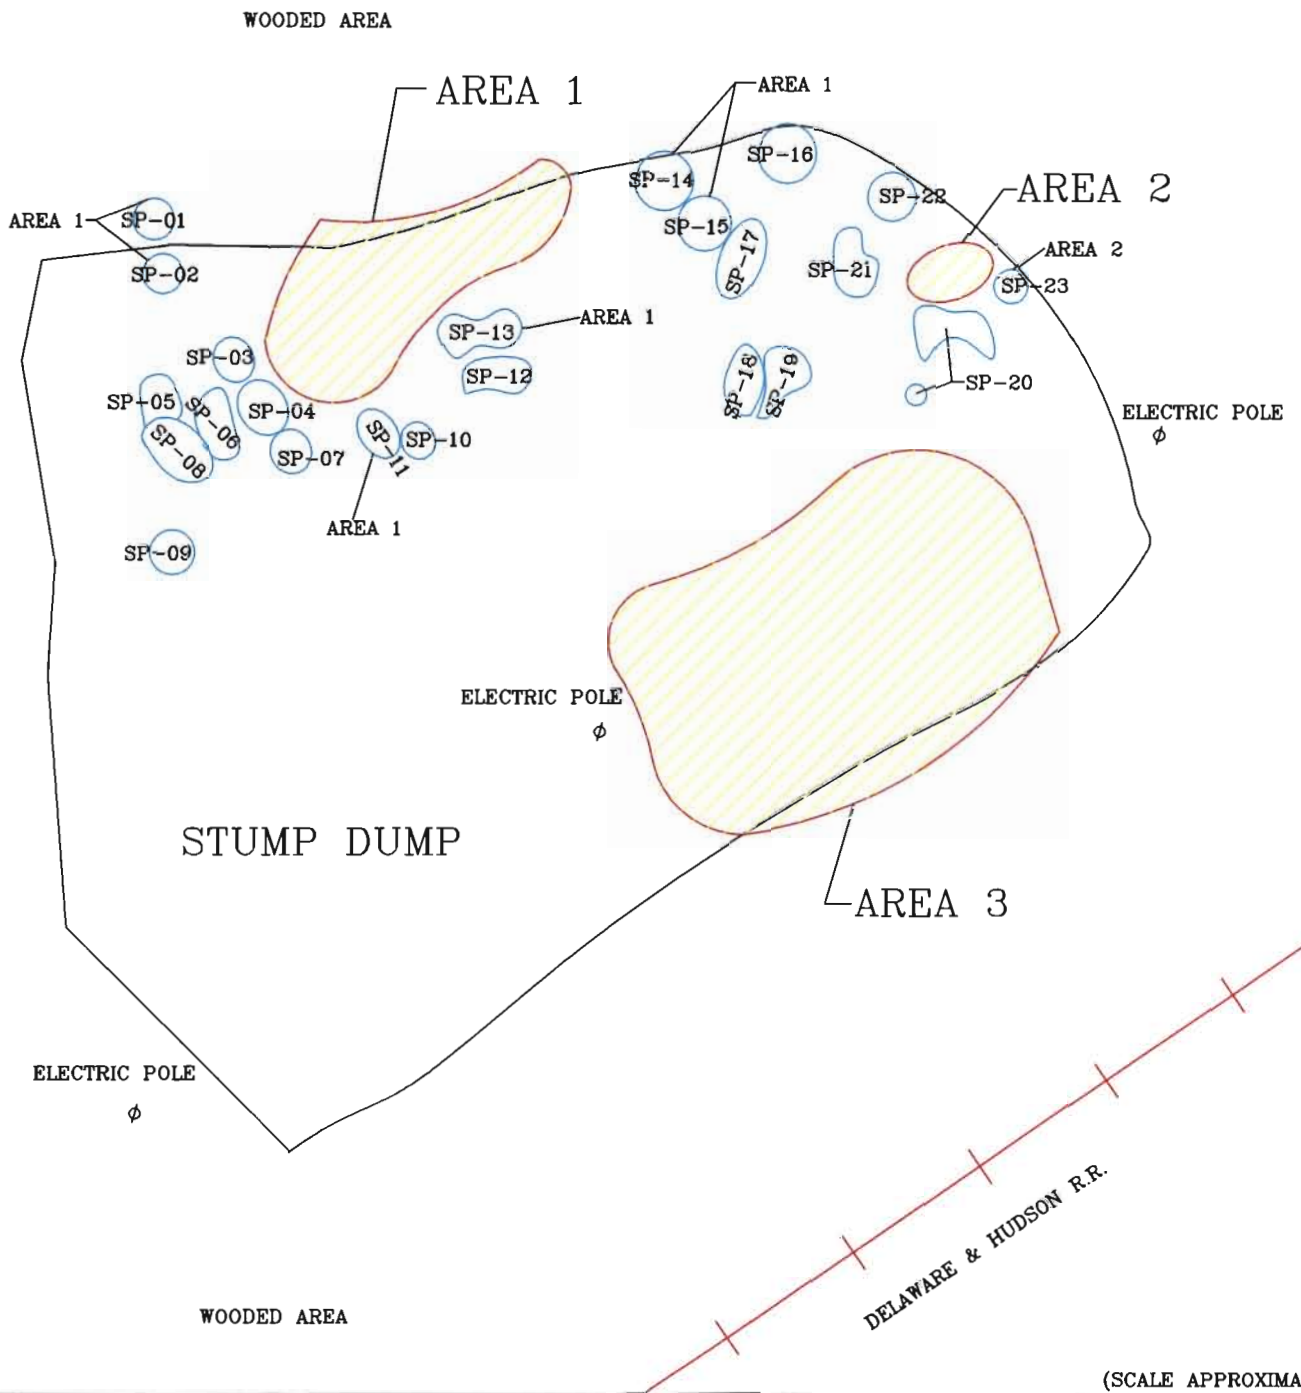 WOODED AREA
AREA 1
AREA 1
SP-16
SP-14
SP-22
AREA 2
AREA 1
SP-01
SP-15
SP-17
AREA 2
SP-02
SP-21
SP-23
SP-13
AREA 1
SP-03
SP-12
SP-18
SP-19
SP-20
SP-05
SP-06
SP-04
ELECTRIC POLE
SP-08
SP-07
SP-11
SP-10
AREA 1
SP-09
ELECTRIC POLE
STUMP DUMP
AREA 3
ELECTRIC POLE
DELAWARE & HUDSON R.R.
WOODED AREA
(SCALE APPROXIMA